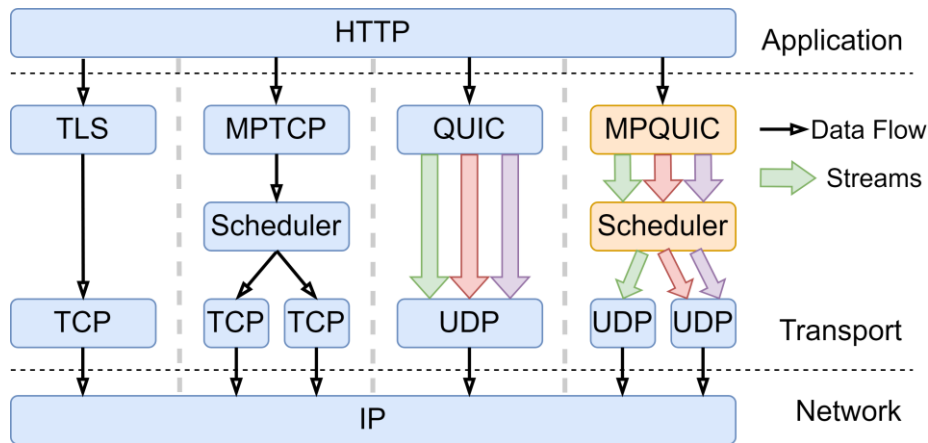 HTTP
Application
TLS
MPTCP
QUIC
MPQUIC
Data Flow
Streams
Scheduler
Scheduler
TCP
TCP
TCP
UDP
UDP
UDP
Transport
IP
Network